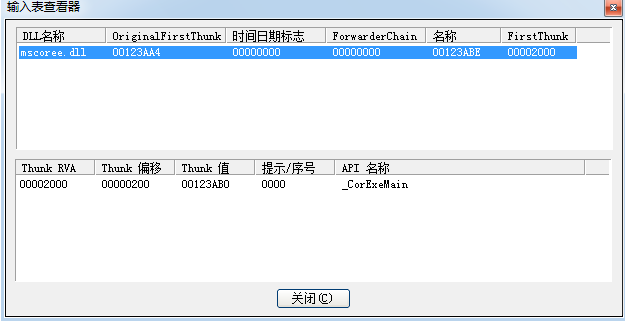 输入表查看器
DLL名称 OriginalFirstThunk 时间日期标志 ForwarderChain 名称 FirstThunk
mscoree.dll 00123AA4 00000000 00000000 00123ABE 00002000
Thunk RVA Thunk 偏移 Thunk 值 提示/序号 API 名称
00002000 00000200 00123AB0 0000 _CorExeMain
关闭(C)